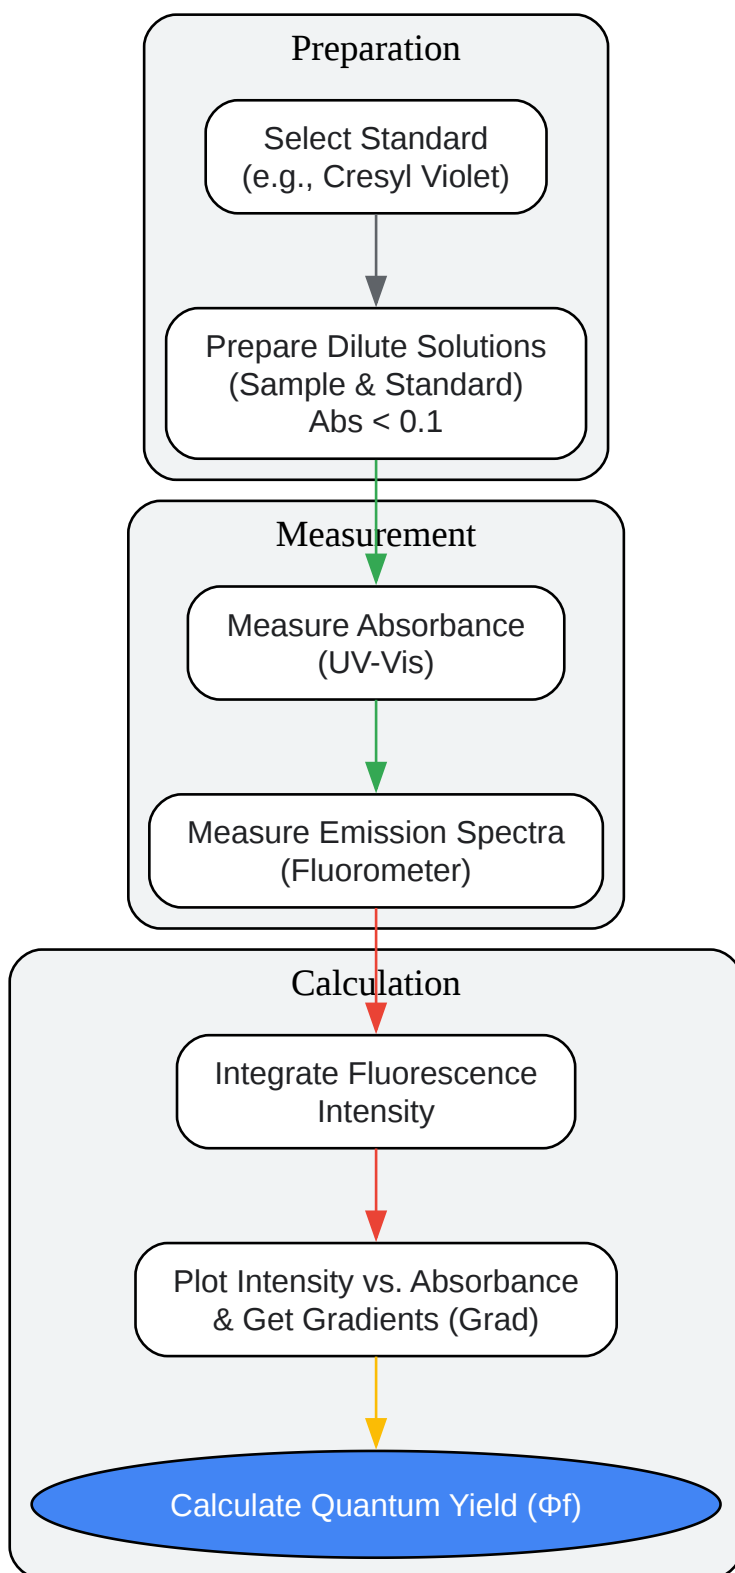 Preparation
Select Standard
(e.g., Cresyl Violet)
Prepare Dilute Solutions
(Sample & Standard)
Abs < 0.1
Measurement
Measure Absorbance
(UV-Vis)
Measure Emission Spectra
(Fluorometer)
Calculation
Integrate Fluorescence
Intensity
Plot Intensity vs. Absorbance
& Get Gradients (Grad)
Calculate Quantum Yield (Φf)